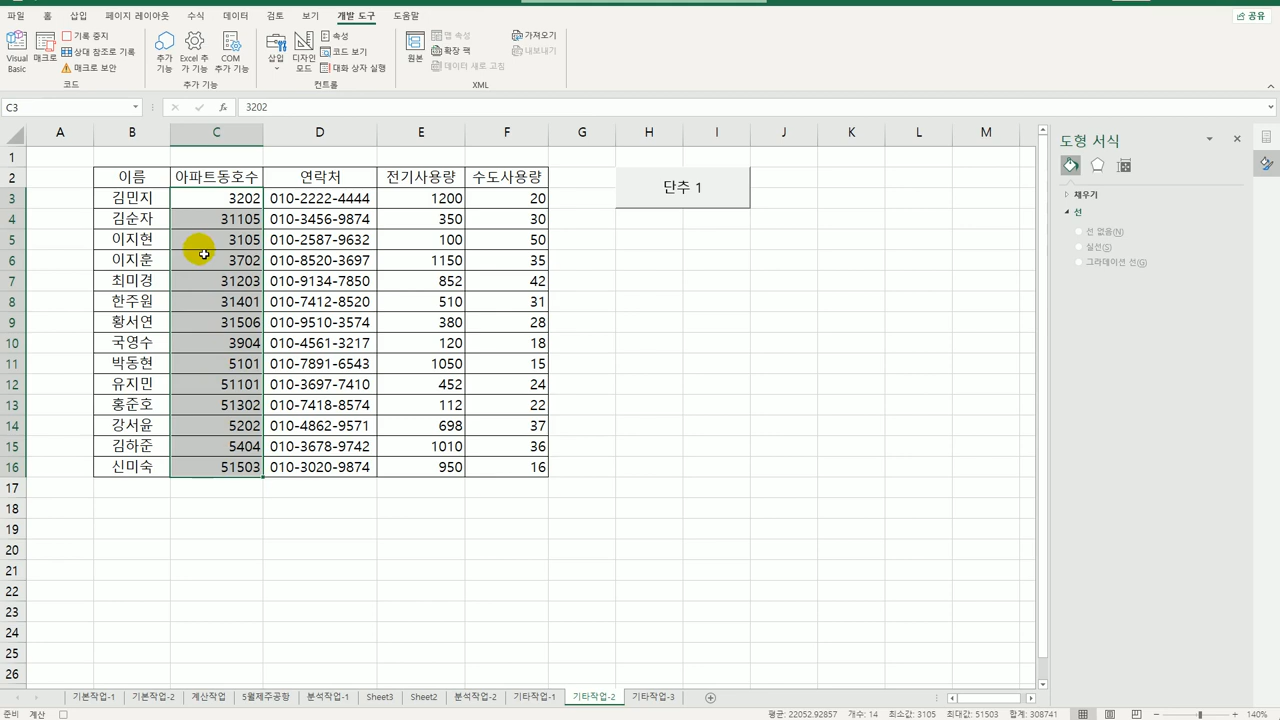 파일 홈 삽입 페이지 레이아웃 수식 데이터 검토 보기 개발 도구 도움말 공유
Visual Basic
매크로
기록 중지
상대 참조로 기록
매크로 보안
코드
추가 기능
Excel 추가 기능
COM 추가 기능
추가 기능
삽입
디자인 모드
속성
코드 보기
대화 상자 실행
컨트롤
원본
맵 속성
확장 팩
데이터 새로 고침
가져오기
내보내기
XML
C3 fx 3202
A B C D E F G H I J K L M
1
2 이름 아파트동호수 연락처 전기사용량 수도사용량
3 김민지 3202 010-2222-4444 1200 20
4 김순자 31105 010-3456-9874 350 30
5 이지현 3105 010-2587-9632 100 50
6 이지훈 3702 010-8520-3697 1150 35
7 최미경 31203 010-9134-7850 852 42
8 한주원 31401 010-7412-8520 510 31
9 황서연 31506 010-9510-3574 380 28
10 국영수 3904 010-4561-3217 120 18
11 박동현 5101 010-7891-6543 1050 15
12 유지민 51101 010-3697-7410 452 24
13 홍준호 51302 010-7418-8574 112 22
14 강서윤 5202 010-4862-9571 698 37
15 김하준 5404 010-3678-9742 1010 36
16 신미숙 51503 010-3020-9874 950 16
17
18
19
20
21
22
23
24
25
26
단추 1
도형 서식
채우기
선
선 없음(N)
실선(S)
그라데이션 선(G)
기본작업-1 기본작업-2 계산작업 5월제주공항 분석작업-1 Sheet3 Sheet2 분석작업-2 기타작업-1 기타작업-2 기타작업-3
준비 계산 평균: 22052.92857 개수: 14 최소값: 3105 최대값: 51503 합계: 308741 140%